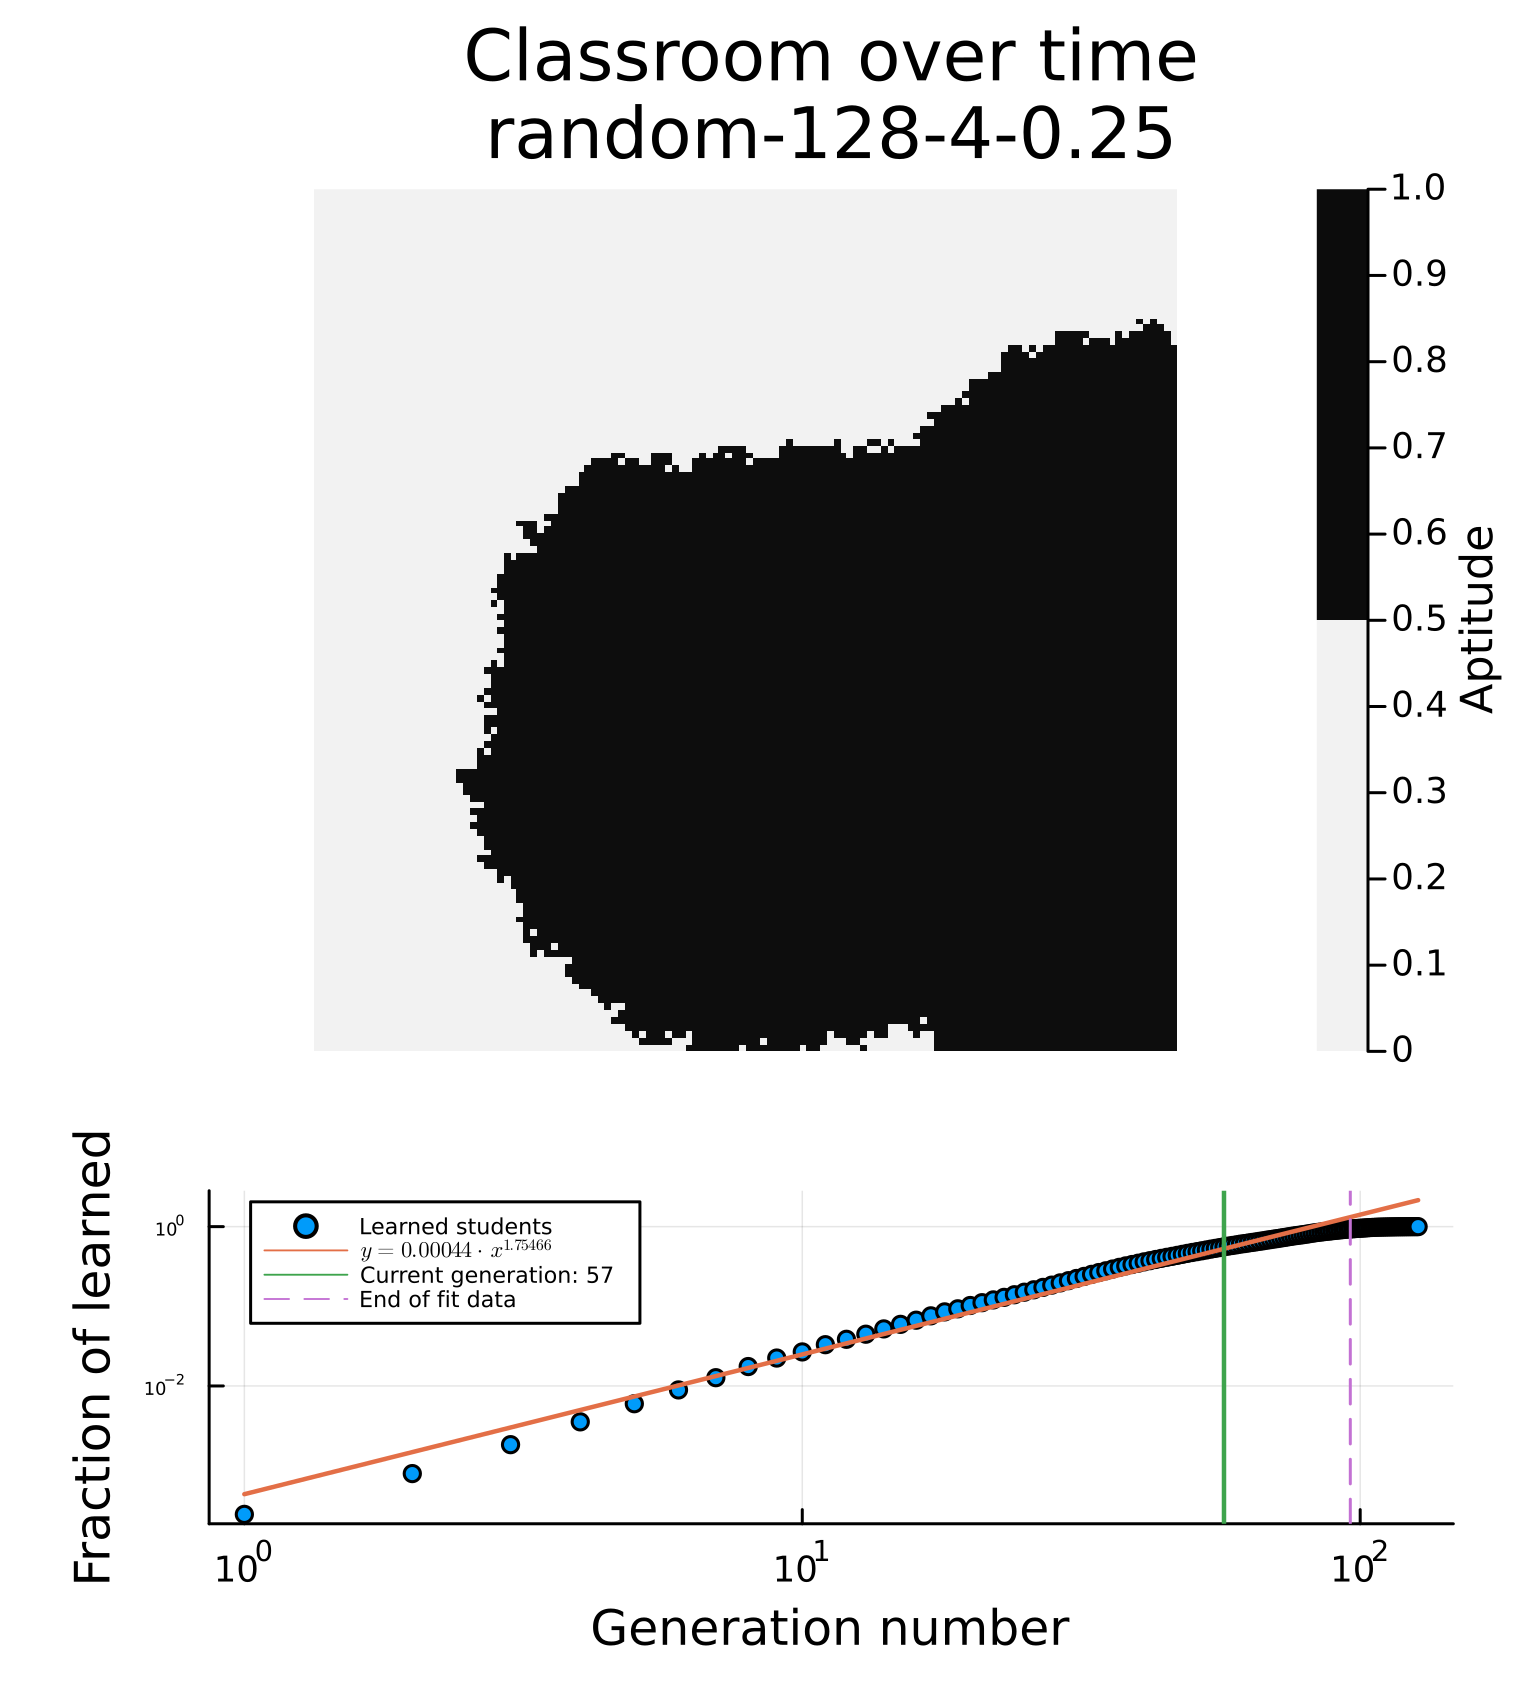 Classroom over time
random-128-4-0.25
1.0
0.9
0.8
0.7
0.6
0.5
0.4
0.3
0.2
0.1
0
Aptitude
Fraction of learned
10⁰
10⁻²
Learned students
y = 0.00044 · x^1.75466
Current generation: 57
End of fit data
10⁰
10¹
10²
Generation number